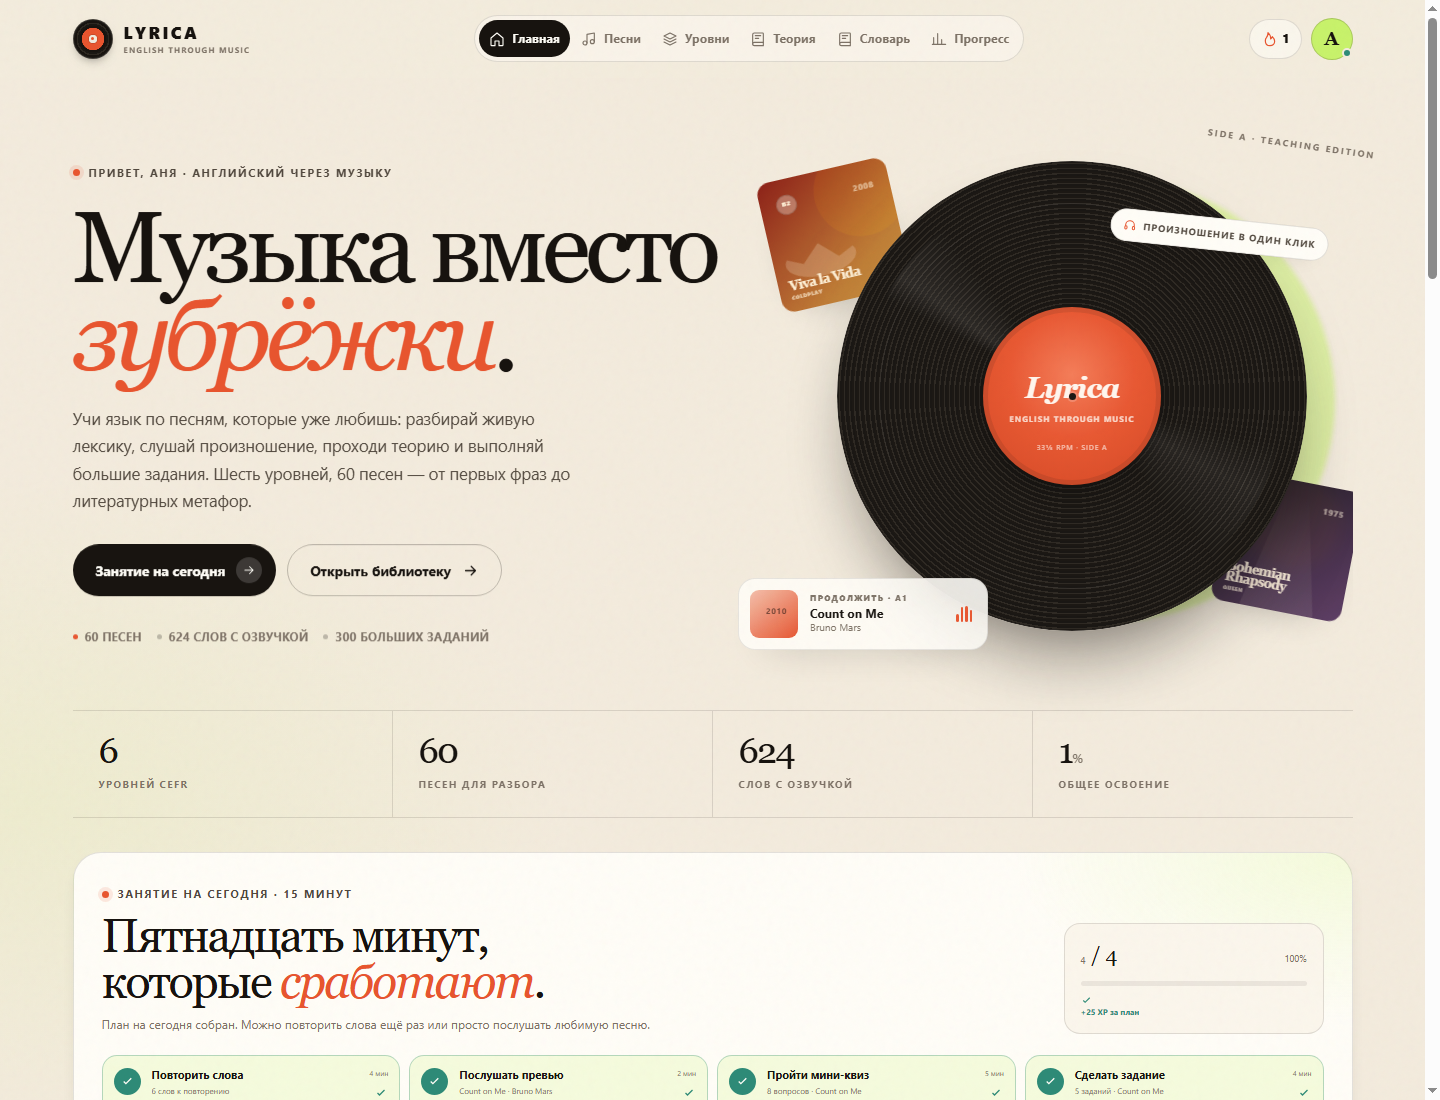 LYRICA
ENGLISH THROUGH MUSIC
Главная
Песни
Уровни
Теория
Словарь
Прогресс
1
A
SIDE A · TEACHING EDITION
ПРИВЕТ, АНЯ · АНГЛИЙСКИЙ ЧЕРЕЗ МУЗЫКУ
Музыка вместо
зубрёжки.
Учи язык по песням, которые уже любишь: разбирай живую
лексику, слушай произношение, проходи теорию и выполняй
большие задания. Шесть уровней, 60 песен — от первых фраз до
литературных метафор.
Занятие на сегодня
Открыть библиотеку
60 ПЕСЕН
624 СЛОВ С ОЗВУЧКОЙ
300 БОЛЬШИХ ЗАДАНИЙ
B2
2008
Viva la Vida
COLDPLAY
ПРОИЗНОШЕНИЕ В ОДИН КЛИК
Lyrica
ENGLISH THROUGH MUSIC
33⅓ RPM · SIDE A
1975
Bohemian
Rhapsody
QUEEN
2010
ПРОДОЛЖИТЬ · A1
Count on Me
Bruno Mars
6
УРОВНЕЙ CEFR
60
ПЕСЕН ДЛЯ РАЗБОРА
624
СЛОВ С ОЗВУЧКОЙ
1%
ОБЩЕЕ ОСВОЕНИЕ
ЗАНЯТИЕ НА СЕГОДНЯ · 15 МИНУТ
Пятнадцать минут,
которые сработают.
План на сегодня собран. Можно повторить слова ещё раз или просто послушать любимую песню.
4 / 4
100%
+25 XP за план
Повторить слова
4 мин
6 слов к повторению
Послушать превью
2 мин
Count on Me · Bruno Mars
Пройти мини-квиз
5 мин
8 вопросов · Count on Me
Сделать задание
4 мин
5 заданий · Count on Me